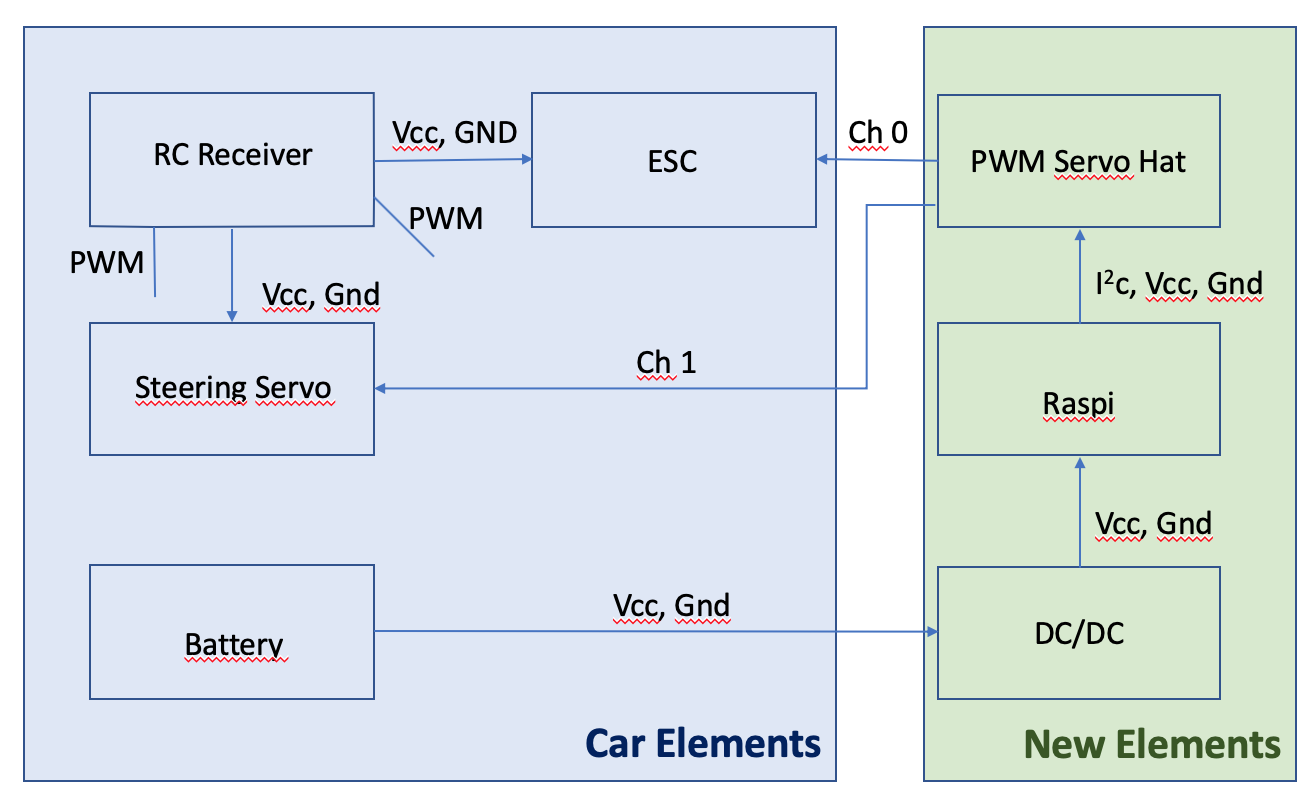 RC Receiver
Vcc, GND
ESC
Ch 0
PWM Servo Hat
PWM
PWM
Vcc, Gnd
I²c, Vcc, Gnd
Steering Servo
Ch 1
Raspi
Vcc, Gnd
Battery
Vcc, Gnd
DC/DC
Car Elements
New Elements